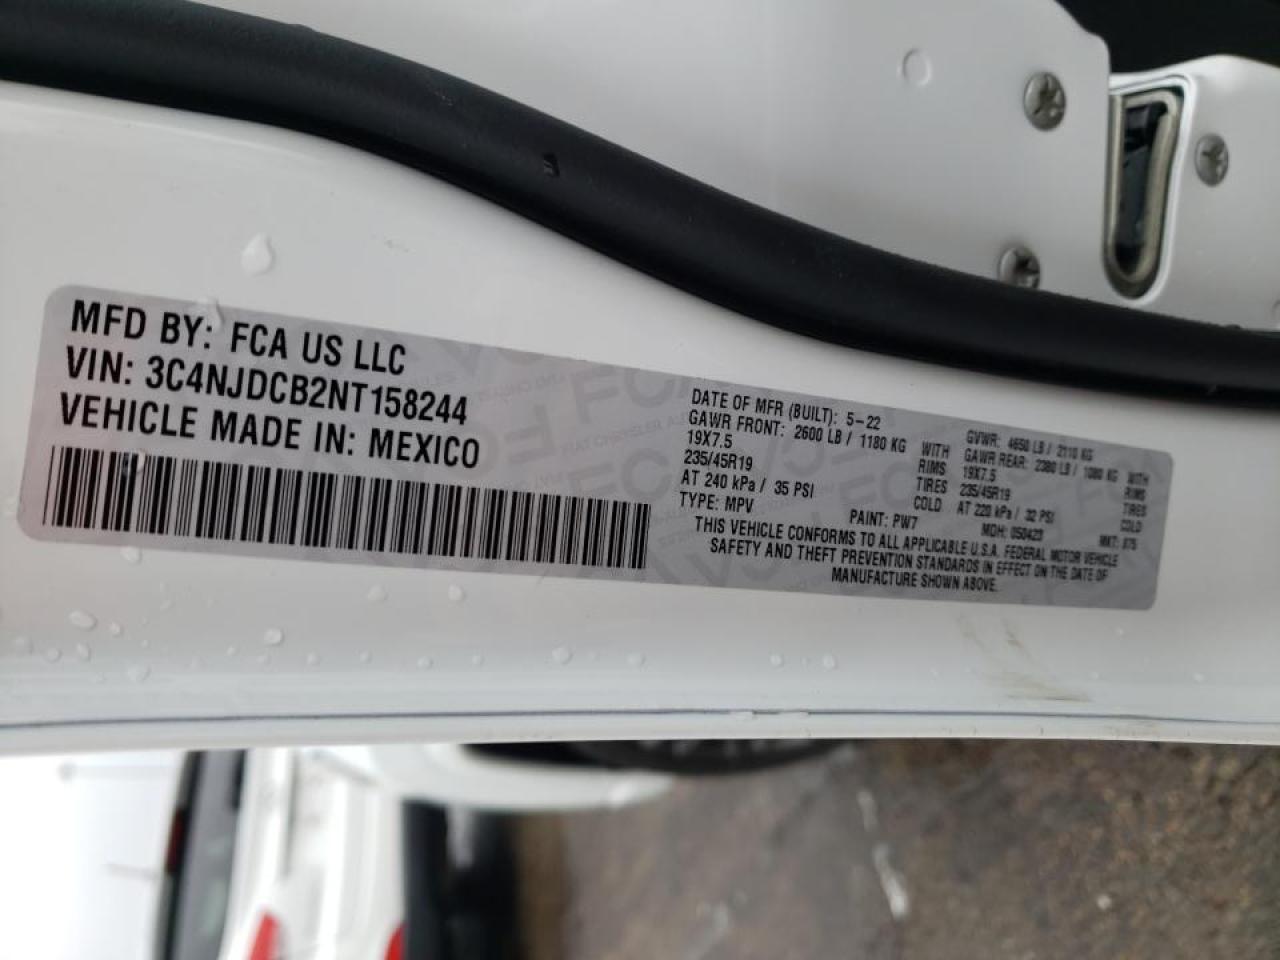 MFD BY: FCA US LLC
VIN: 3C4NJDCB2NT158244
VEHICLE MADE IN: MEXICO
DATE OF MFR (BUILT): 5-22 GVWR: 4650 LB / 2110 KG
GAWR FRONT: 2600 LB / 1180 KG WITH GAWR REAR: 2380 LB / 1080 KG WITH
19X7.5 RIMS 19X7.5 RIMS
235/45R19 TIRES 235/45R19 TIRES
AT 240 kPa / 35 PSI COLD AT 220 kPa / 32 PSI COLD
TYPE: MPV PAINT: PW7 MDH: 050423 MKT:
THIS VEHICLE CONFORMS TO ALL APPLICABLE U.S.A. FEDERAL MOTOR VEHICLE
SAFETY AND THEFT PREVENTION STANDARDS IN EFFECT ON THE DATE OF
MANUFACTURE SHOWN ABOVE.